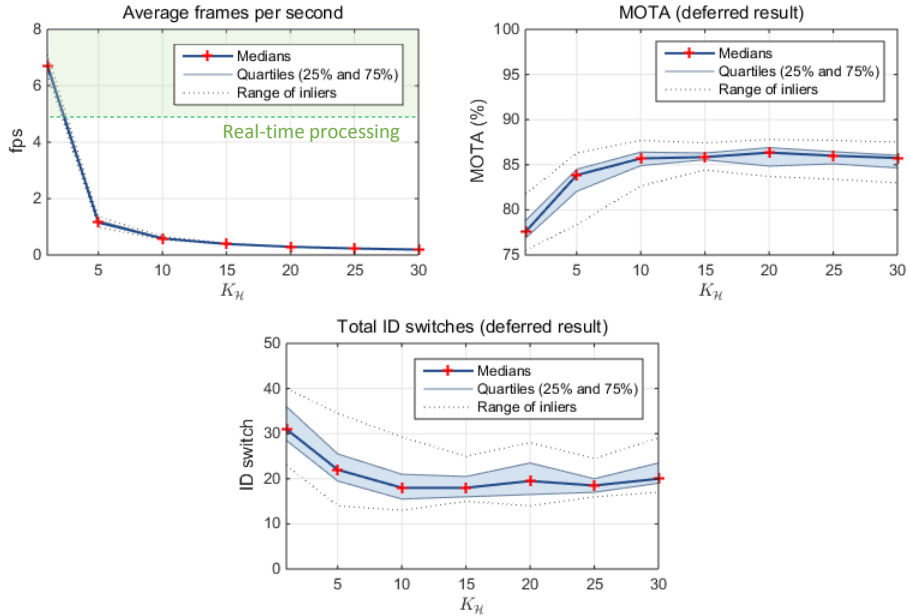 Average frames per second
8
6
4
2
0
fps
Medians
Quartiles (25% and 75%)
Range of inliers
Real-time processing
5 10 15 20 25 30
K_ℋ
MOTA (deferred result)
100
95
90
85
80
75
MOTA (%)
Medians
Quartiles (25% and 75%)
Range of inliers
5 10 15 20 25 30
K_ℋ
Total ID switches (deferred result)
50
40
30
20
10
0
ID switch
Medians
Quartiles (25% and 75%)
Range of inliers
5 10 15 20 25 30
K_ℋ